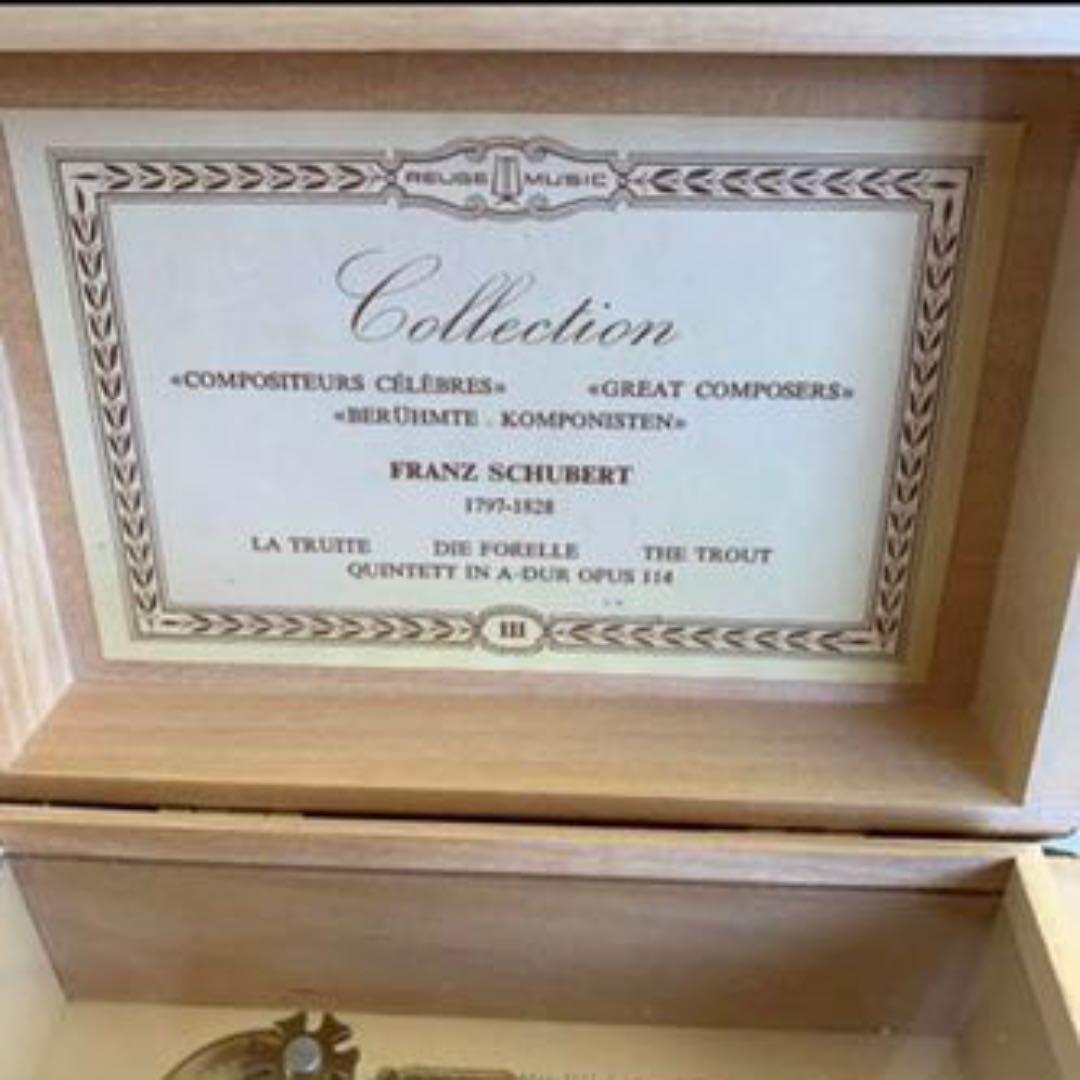 REUGE MUSIC
Collection
«COMPOSITEURS CÉLÈBRES» «GREAT COMPOSERS»
«BERÜHMTE KOMPONISTEN»
FRANZ SCHUBERT
1797-1828
LA TRUITE DIE FORELLE THE TROUT
QUINTETT IN A-DUR OPUS 114
III